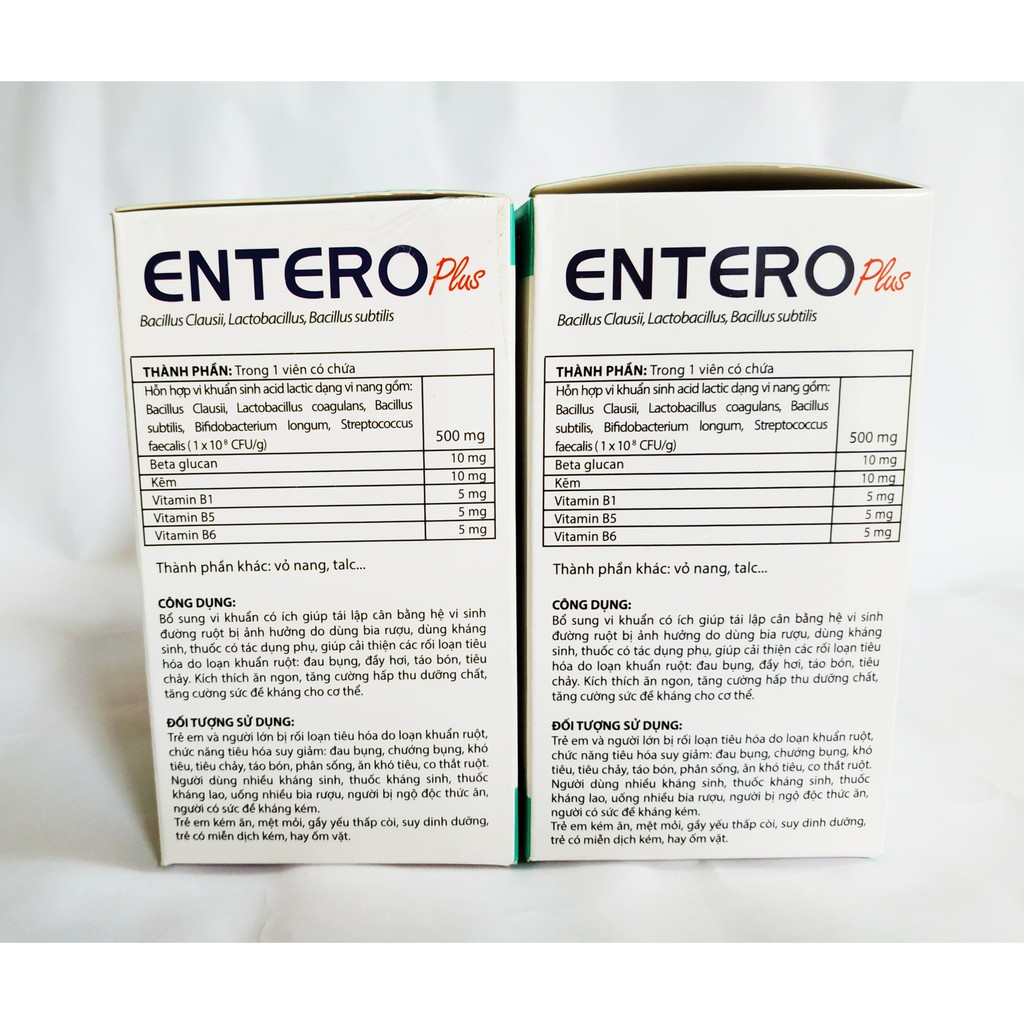 ENTERO Plus
Bacillus Clausii, Lactobacillus, Bacillus subtilis
THÀNH PHẦN: Trong 1 viên có chứa
Hỗn hợp vi khuẩn sinh acid lactic dạng vi nang gồm:
Bacillus Clausii, Lactobacillus coagulans, Bacillus
subtilis, Bifidobacterium longum, Streptococcus
faecalis ( 1 x 10⁸ CFU/g) 500 mg
Beta glucan 10 mg
Kẽm 10 mg
Vitamin B1 5 mg
Vitamin B5 5 mg
Vitamin B6 5 mg
Thành phần khác: vỏ nang, talc...
CÔNG DỤNG:
Bổ sung vi khuẩn có ích giúp tái lập cân bằng hệ vi sinh
đường ruột bị ảnh hưởng do dùng bia rượu, dùng kháng
sinh, thuốc có tác dụng phụ, giúp cải thiện các rối loạn tiêu
hóa do loạn khuẩn ruột: đau bụng, đầy hơi, táo bón, tiêu
chảy. Kích thích ăn ngon, tăng cường hấp thu dưỡng chất,
tăng cường sức đề kháng cho cơ thể.
ĐỐI TƯỢNG SỬ DỤNG:
Trẻ em và người lớn bị rối loạn tiêu hóa do loạn khuẩn ruột,
chức năng tiêu hóa suy giảm: đau bụng, chướng bụng, khó
tiêu, tiêu chảy, táo bón, phân sống, ăn khó tiêu, co thắt ruột.
Người dùng nhiều kháng sinh, thuốc kháng sinh, thuốc
kháng lao, uống nhiều bia rượu, người bị ngộ độc thức ăn,
người có sức đề kháng kém.
Trẻ em kém ăn, mệt mỏi, gầy yếu thấp còi, suy dinh dưỡng,
trẻ có miễn dịch kém, hay ốm vặt.
ENTERO Plus
Bacillus Clausii, Lactobacillus, Bacillus subtilis
THÀNH PHẦN: Trong 1 viên có chứa
Hỗn hợp vi khuẩn sinh acid lactic dạng vi nang gồm:
Bacillus Clausii, Lactobacillus coagulans, Bacillus
subtilis, Bifidobacterium longum, Streptococcus
faecalis ( 1 x 10⁸ CFU/g) 500 mg
Beta glucan 10 mg
Kẽm 10 mg
Vitamin B1 5 mg
Vitamin B5 5 mg
Vitamin B6 5 mg
Thành phần khác: vỏ nang, talc...
CÔNG DỤNG:
Bổ sung vi khuẩn có ích giúp tái lập cân bằng hệ vi sinh
đường ruột bị ảnh hưởng do dùng bia rượu, dùng kháng
sinh, thuốc có tác dụng phụ, giúp cải thiện các rối loạn tiêu
hóa do loạn khuẩn ruột: đau bụng, đầy hơi, táo bón, tiêu
chảy. Kích thích ăn ngon, tăng cường hấp thu dưỡng chất,
tăng cường sức đề kháng cho cơ thể.
ĐỐI TƯỢNG SỬ DỤNG:
Trẻ em và người lớn bị rối loạn tiêu hóa do loạn khuẩn ruột,
chức năng tiêu hóa suy giảm: đau bụng, chướng bụng, khó
tiêu, tiêu chảy, táo bón, phân sống, ăn khó tiêu, co thắt ruột.
Người dùng nhiều kháng sinh, thuốc kháng sinh, thuốc
kháng lao, uống nhiều bia rượu, người bị ngộ độc thức ăn,
người có sức đề kháng kém.
Trẻ em kém ăn, mệt mỏi, gầy yếu thấp còi, suy dinh dưỡng,
trẻ có miễn dịch kém, hay ốm vặt.